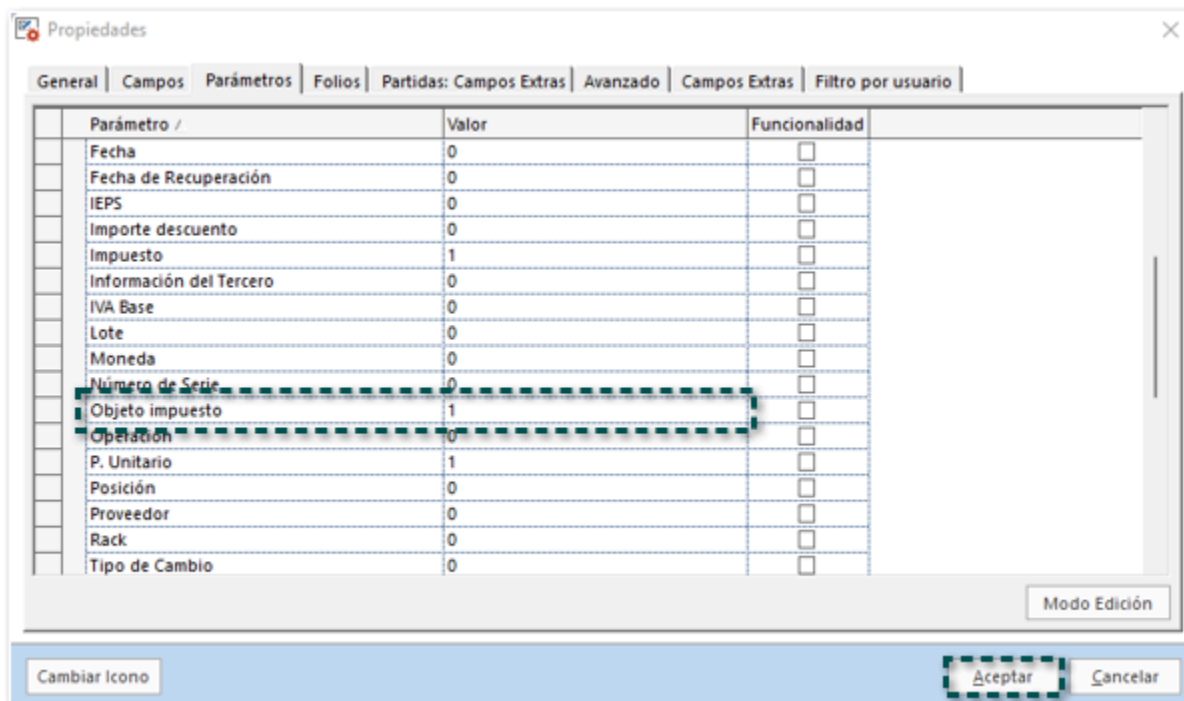 Propiedades
General Campos Parámetros Folios Partidas: Campos Extras Avanzado Campos Extras Filtro por usuario
Parámetro / Valor Funcionalidad
Fecha 0
Fecha de Recuperación 0
IEPS 0
Importe descuento 0
Impuesto 1
Información del Tercero 0
IVA Base 0
Lote 0
Moneda 0
Número de Serie 0
Objeto impuesto 1
Operación 0
P. Unitario 1
Posición 0
Proveedor 0
Rack 0
Tipo de Cambio 0
Modo Edición
Cambiar Icono Aceptar Cancelar